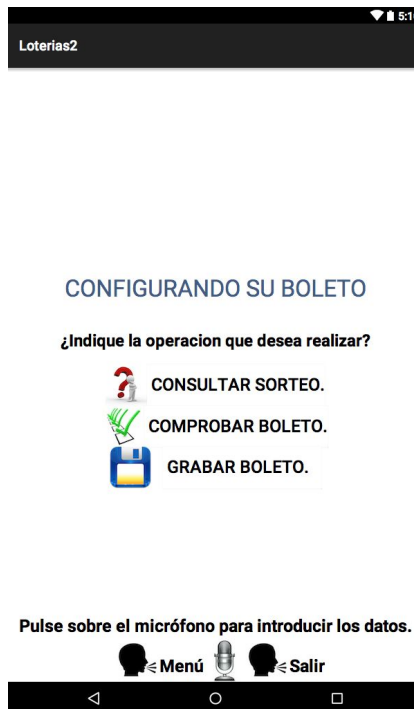 5:10
Loterias2
CONFIGURANDO SU BOLETO
¿Indique la operacion que desea realizar?
CONSULTAR SORTEO.
COMPROBAR BOLETO.
GRABAR BOLETO.
Pulse sobre el micrófono para introducir los datos.
Menú Salir